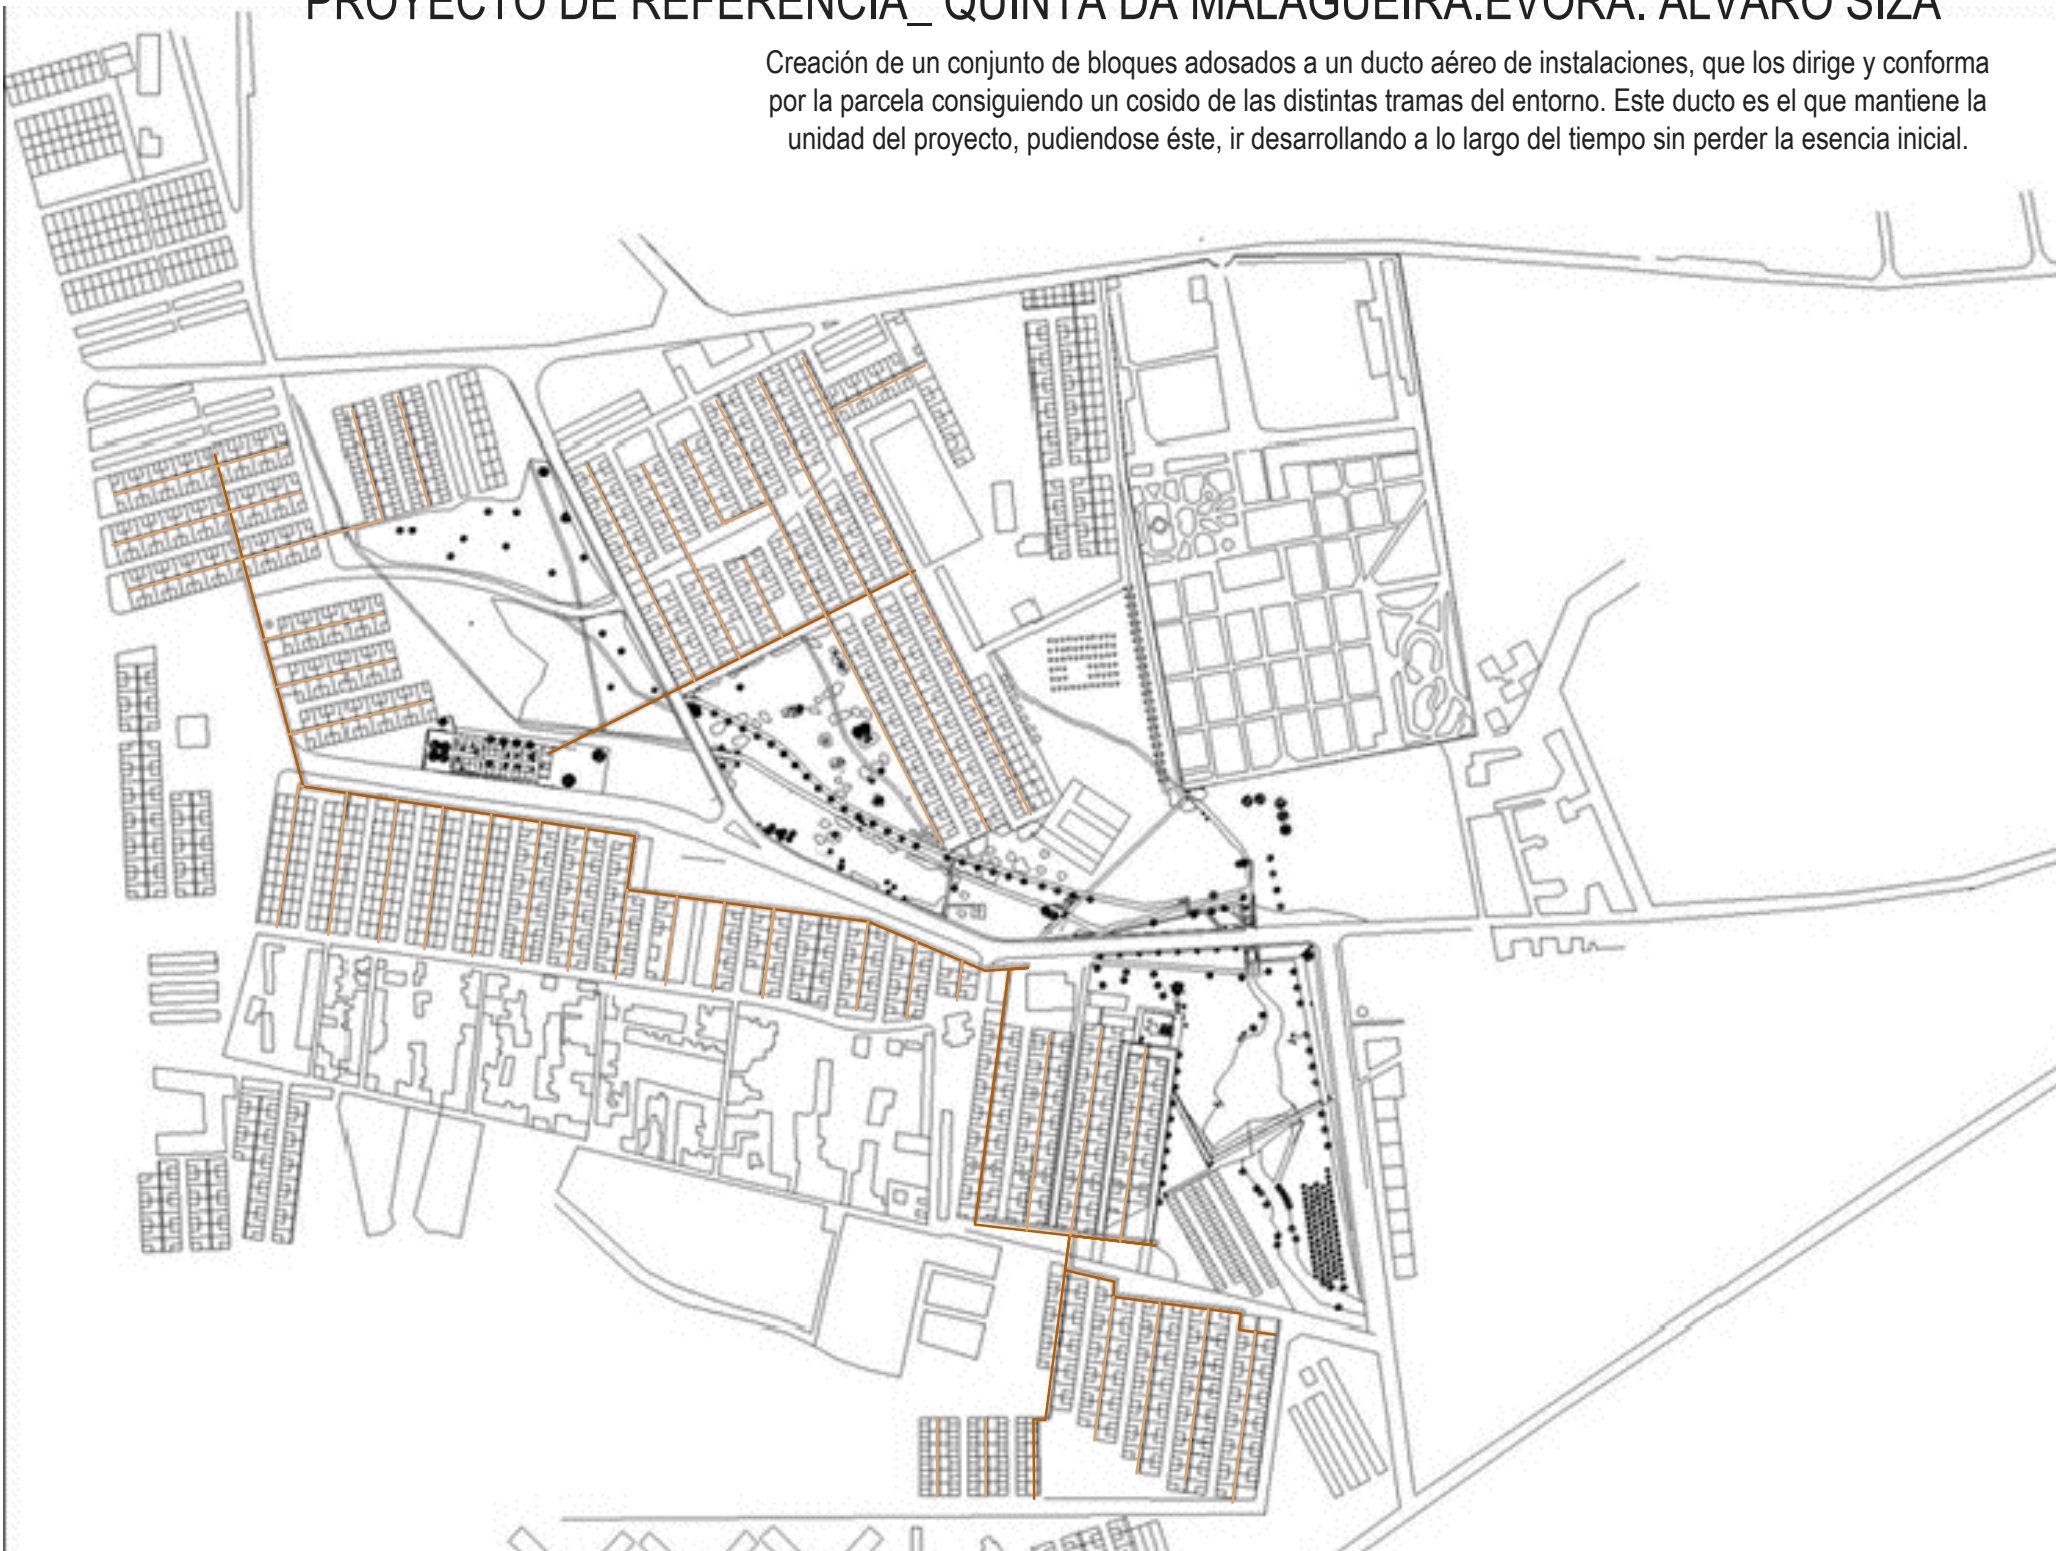 PROYECTO DE REFERENCIA_ QUINTA DA MALAGUEIRA.EVORA. ALVARO SIZA
Creación de un conjunto de bloques adosados a un ducto aéreo de instalaciones, que los dirige y conforma
por la parcela consiguiendo un cosido de las distintas tramas del entorno. Este ducto es el que mantiene la
unidad del proyecto, pudiendose éste, ir desarrollando a lo largo del tiempo sin perder la esencia inicial.